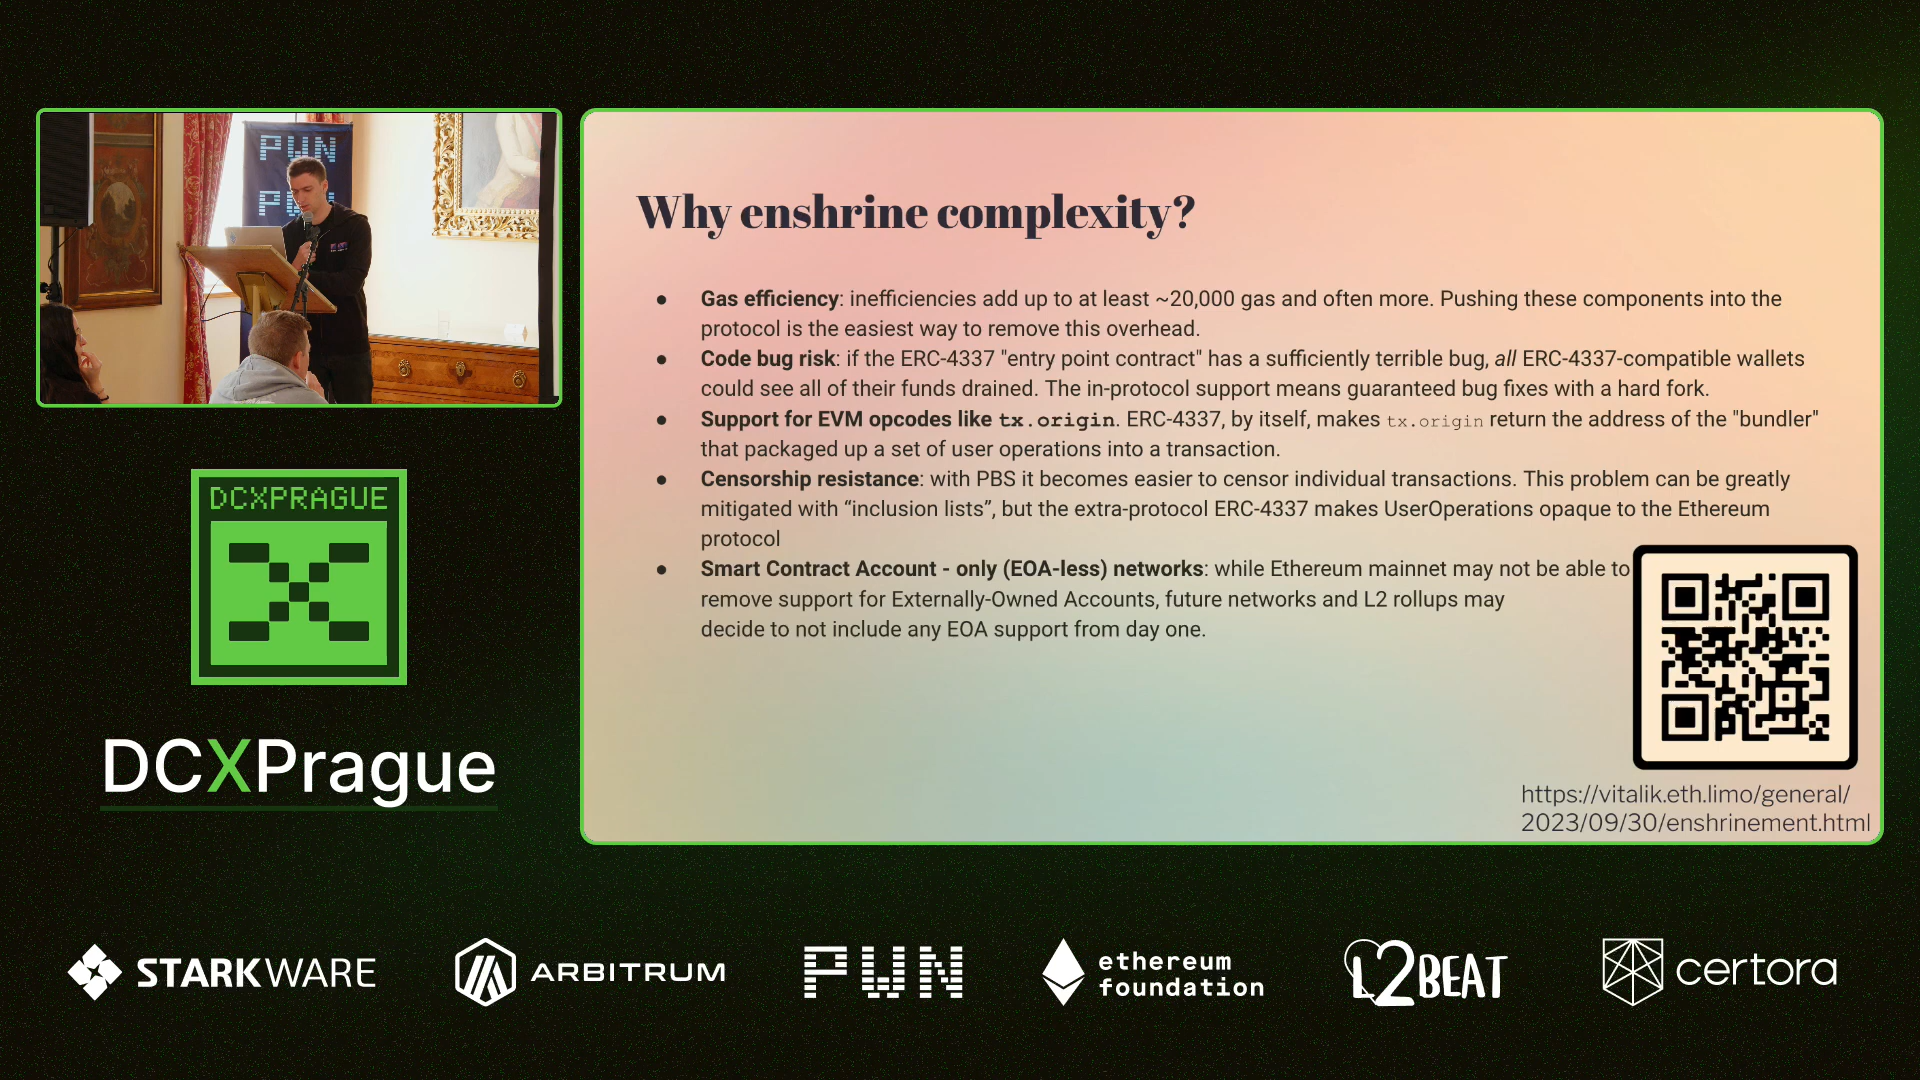 PWN
DCXPRAGUE
DCXPrague
Why enshrine complexity?
● Gas efficiency: inefficiencies add up to at least ~20,000 gas and often more. Pushing these components into the
protocol is the easiest way to remove this overhead.
● Code bug risk: if the ERC-4337 "entry point contract" has a sufficiently terrible bug, all ERC-4337-compatible wallets
could see all of their funds drained. The in-protocol support means guaranteed bug fixes with a hard fork.
● Support for EVM opcodes like tx.origin. ERC-4337, by itself, makes tx.origin return the address of the "bundler"
that packaged up a set of user operations into a transaction.
● Censorship resistance: with PBS it becomes easier to censor individual transactions. This problem can be greatly
mitigated with “inclusion lists”, but the extra-protocol ERC-4337 makes UserOperations opaque to the Ethereum
protocol
● Smart Contract Account - only (EOA-less) networks: while Ethereum mainnet may not be able to
remove support for Externally-Owned Accounts, future networks and L2 rollups may
decide to not include any EOA support from day one.
https://vitalik.eth.limo/general/
2023/09/30/enshrinement.html
STARKWARE
ARBITRUM
PWN
ethereum
foundation
L2BEAT
certora